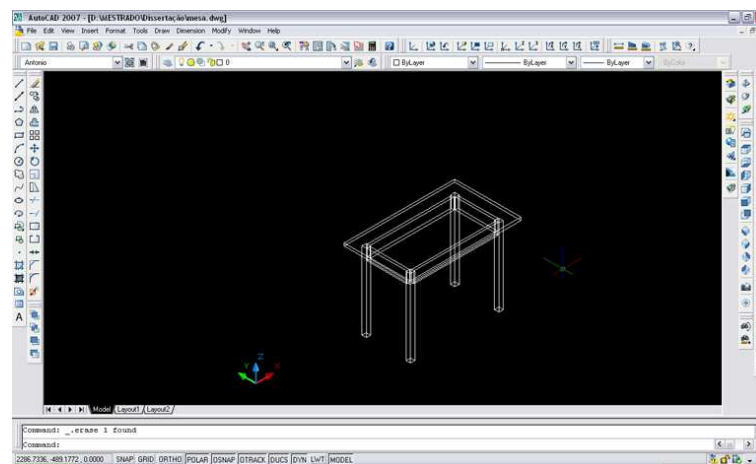 AutoCAD 2007 - [D:\MESTRADO\Dissertação\mesa.dwg]
File Edit View Insert Format Tools Draw Dimension Modify Window Help
Antonio 0 ByLayer ByLayer ByLayer ByColor
Z
Y X
Model Layout1 Layout2
Command: _.erase 1 found
Command:
2286.7336, -489.1772, 0.0000 SNAP GRID ORTHO POLAR OSNAP OTRACK DUCS DYN LWT MODEL